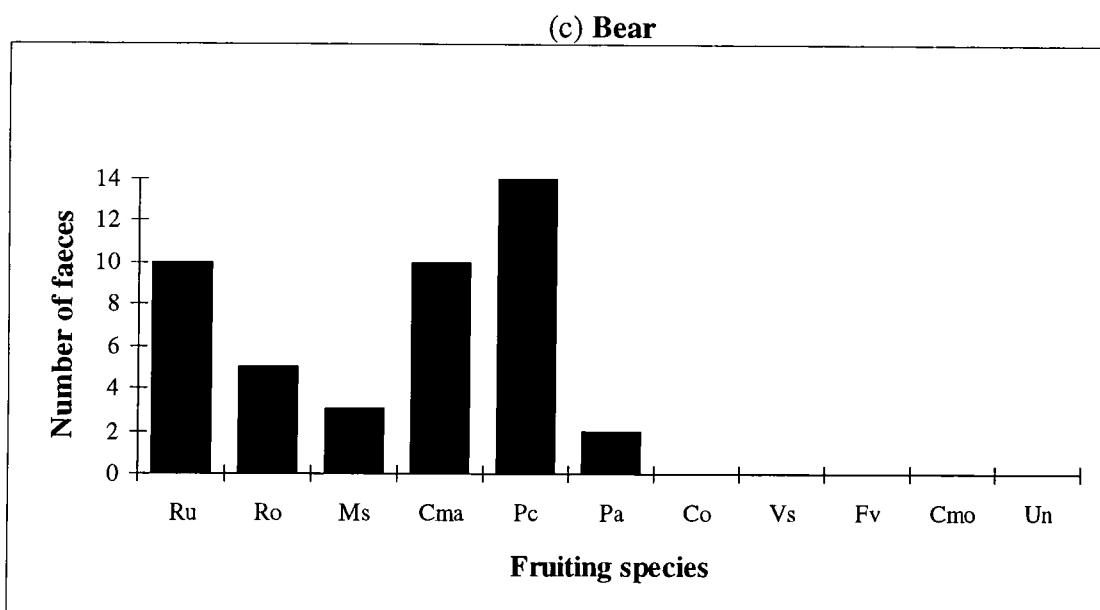 (c) Bear
Number of faeces
14
12
10
8
6
4
2
0
Ru Ro Ms Cma Pc Pa Co Vs Fv Cmo Un
Fruiting species